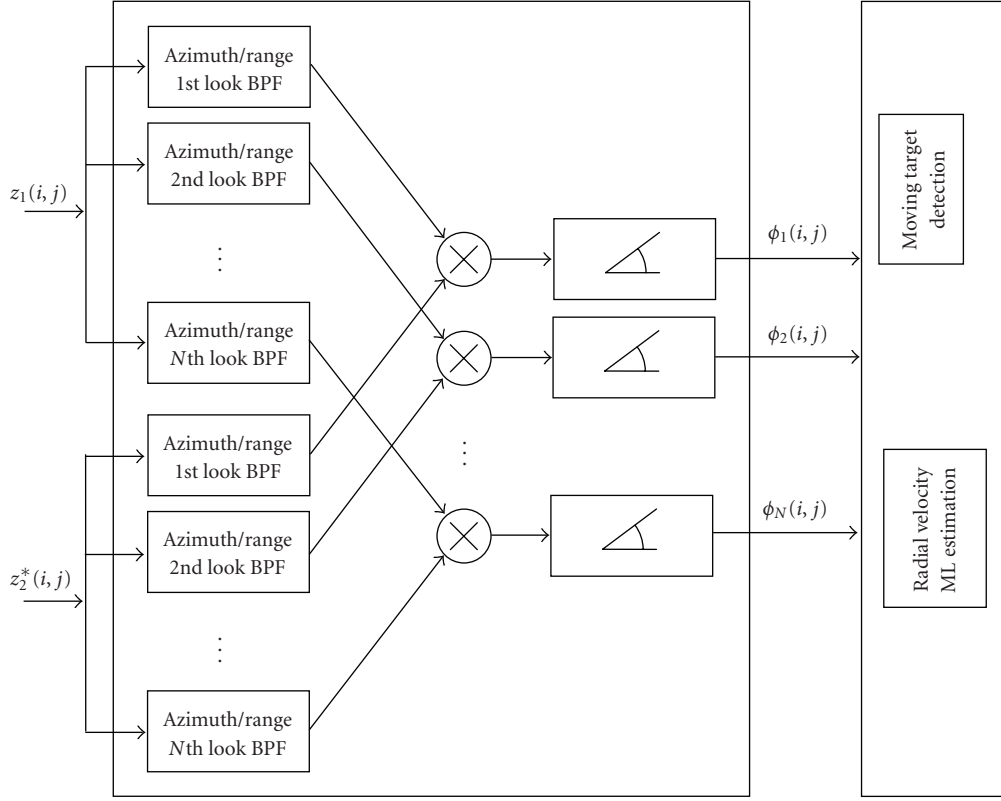 z₁(i, j)
Azimuth/range
1st look BPF
Azimuth/range
2nd look BPF
⋮
Azimuth/range
Nth look BPF
z₂*(i, j)
Azimuth/range
1st look BPF
Azimuth/range
2nd look BPF
⋮
Azimuth/range
Nth look BPF
⋮
ϕ₁(i, j)
ϕ₂(i, j)
ϕ_N(i, j)
Moving target
detection
Radial velocity
ML estimation